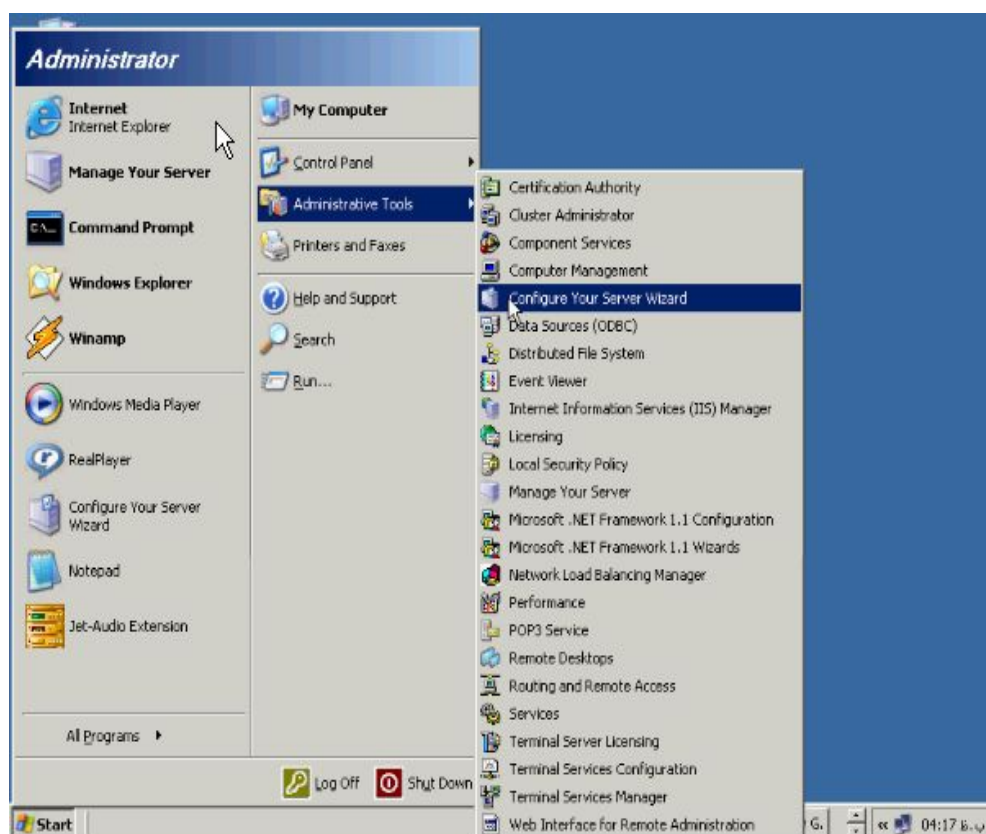 Administrator
Internet
Internet Explorer
Manage Your Server
Command Prompt
Windows Explorer
Winamp
Windows Media Player
RealPlayer
Configure Your Server
Wizard
Notepad
Jet-Audio Extension
All Programs
My Computer
Control Panel
Administrative Tools
Printers and Faxes
Help and Support
Search
Run...
Log Off
Shut Down
Certification Authority
Cluster Administrator
Component Services
Computer Management
Configure Your Server Wizard
Data Sources (ODBC)
Distributed File System
Event Viewer
Internet Information Services (IIS) Manager
Licensing
Local Security Policy
Manage Your Server
Microsoft .NET Framework 1.1 Configuration
Microsoft .NET Framework 1.1 Wizards
Network Load Balancing Manager
Performance
POP3 Service
Remote Desktops
Routing and Remote Access
Services
Terminal Server Licensing
Terminal Services Configuration
Terminal Services Manager
Web Interface for Remote Administration
Start
G.
04:17